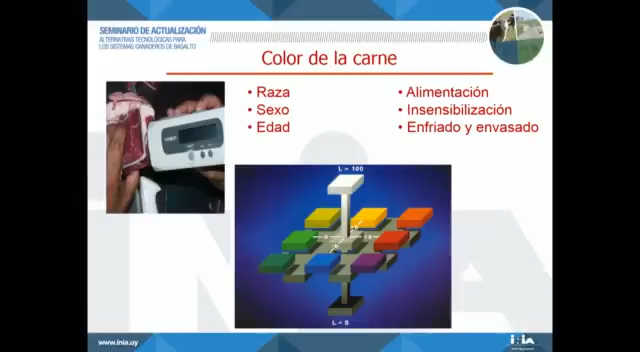 SEMINARIO DE ACTUALIZACIÓN
ALTERNATIVAS TECNOLÓGICAS PARA
LOS SISTEMAS GANADEROS DE BASALTO
Color de la carne
• Raza
• Sexo
• Edad
• Alimentación
• Insensibilización
• Enfriado y envasado
L = 100
L = 0
www.inia.uy